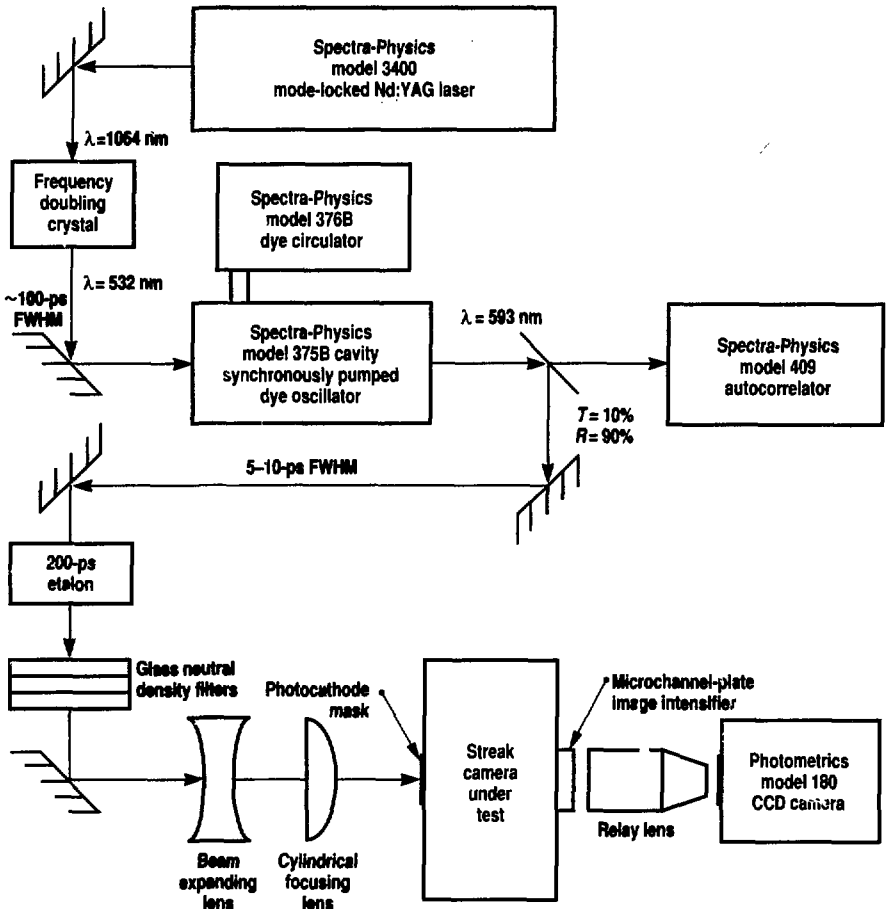 Spectra-Physics
model 3400
mode-locked Nd:YAG laser
λ=1064 nm
Frequency
doubling
crystal
Spectra-Physics
model 376B
dye circulator
λ= 532 nm
~100-ps
FWHM
Spectra-Physics
model 375B cavity
synchronously pumped
dye oscillator
λ = 593 nm
Spectra-Physics
model 409
autocorrelator
T = 10%
R = 90%
5–10-ps FWHM
200-ps
etalon
Glass neutral
density filters
Photocathode
mask
Microchannel-plate
image intensifier
Streak
camera
under
test
Photometrics
model 180
CCD camera
Relay lens
Beam
expanding
lens
Cylindrical
focusing
lens